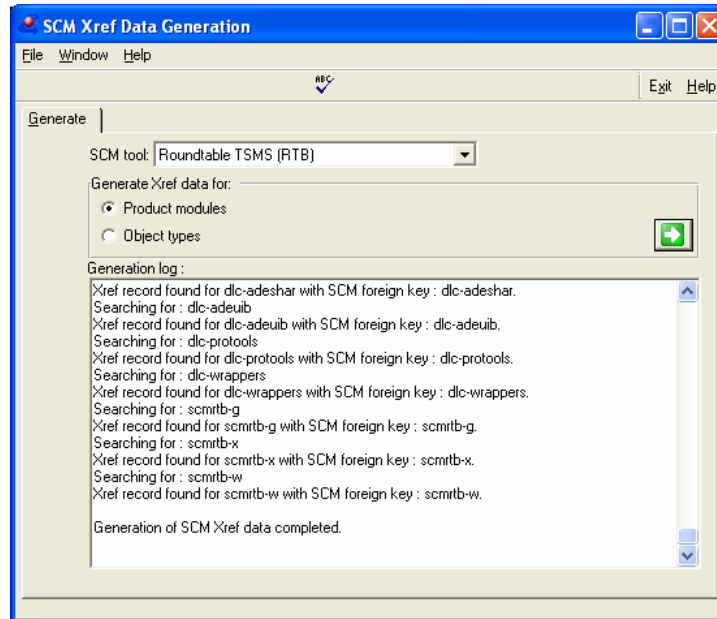 SCM Xref Data Generation
File Window Help
ABC
Exit Help
Generate
SCM tool: Roundtable TSMS (RTB)
Generate Xref data for:
Product modules
Object types
Generation log :
Xref record found for dlc-adeshar with SCM foreign key : dlc-adeshar.
Searching for : dlc-adeuib
Xref record found for dlc-adeuib with SCM foreign key : dlc-adeuib.
Searching for : dlc-protools
Xref record found for dlc-protools with SCM foreign key : dlc-protools.
Searching for : dlc-wrappers
Xref record found for dlc-wrappers with SCM foreign key : dlc-wrappers.
Searching for : scmrtb-g
Xref record found for scmrtb-g with SCM foreign key : scmrtb-g.
Searching for : scmrtb-x
Xref record found for scmrtb-x with SCM foreign key : scmrtb-x.
Searching for : scmrtb-w
Xref record found for scmrtb-w with SCM foreign key : scmrtb-w.
Generation of SCM Xref data completed.